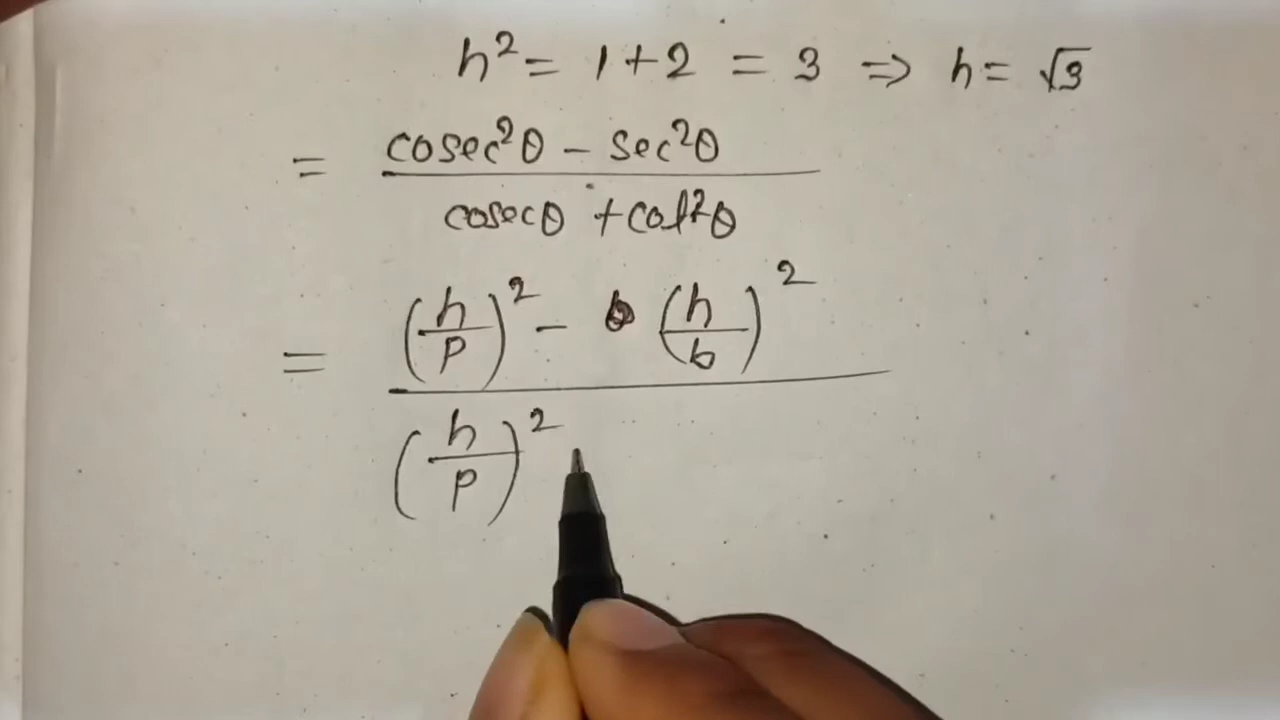 h² = 1+2 = 3 ⇒ h = √3
= cosec²θ − sec²θ
cosecθ + cot²θ
= (h/p)² − (h/b)²
(h/p)²